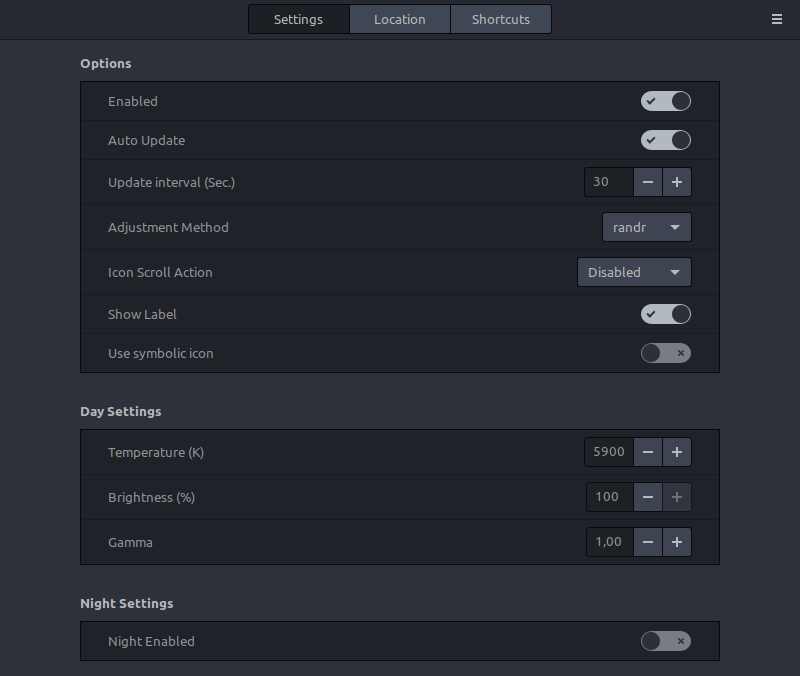 Settings Location Shortcuts
Options
Enabled
Auto Update
Update interval (Sec.) 30
Adjustment Method randr
Icon Scroll Action Disabled
Show Label
Use symbolic icon
Day Settings
Temperature (K) 5900
Brightness (%) 100
Gamma 1,00
Night Settings
Night Enabled